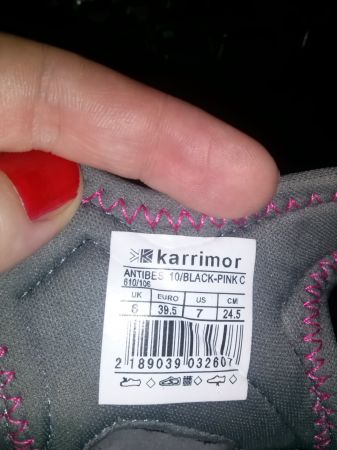 karrimor
ANTIBES 10/BLACK-PINK C
610/106
UK EURO US CM
6 39.5 7 24.5
2 189039 032607